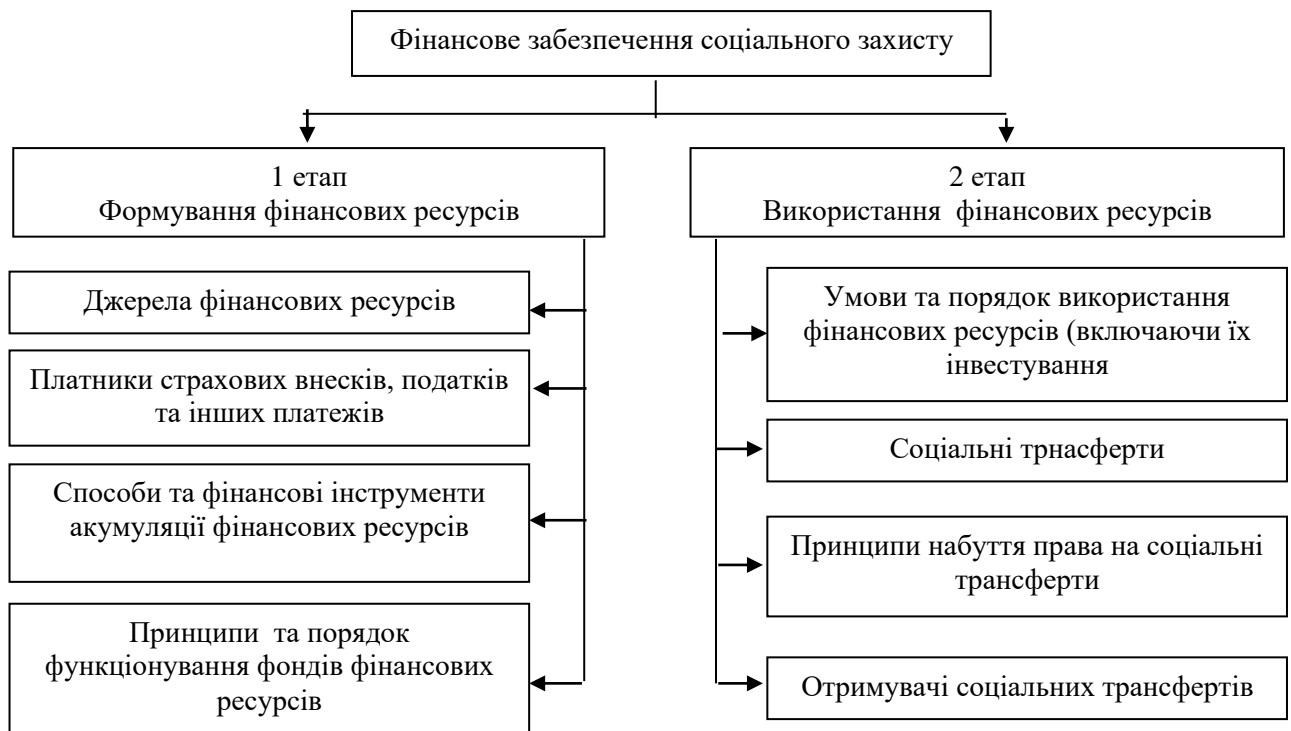 Фінансове забезпечення соціального захисту
1 етап
Формування фінансових ресурсів
Джерела фінансових ресурсів
Платники страхових внесків, податків
та інших платежів
Способи та фінансові інструменти
акумуляції фінансових ресурсів
Принципи та порядок
функціонування фондів фінансових
ресурсів
2 етап
Використання фінансових ресурсів
Умови та порядок використання
фінансових ресурсів (включаючи їх
інвестування
Соціальні трнасферти
Принципи набуття права на соціальні
трансферти
Отримувачі соціальних трансфертів